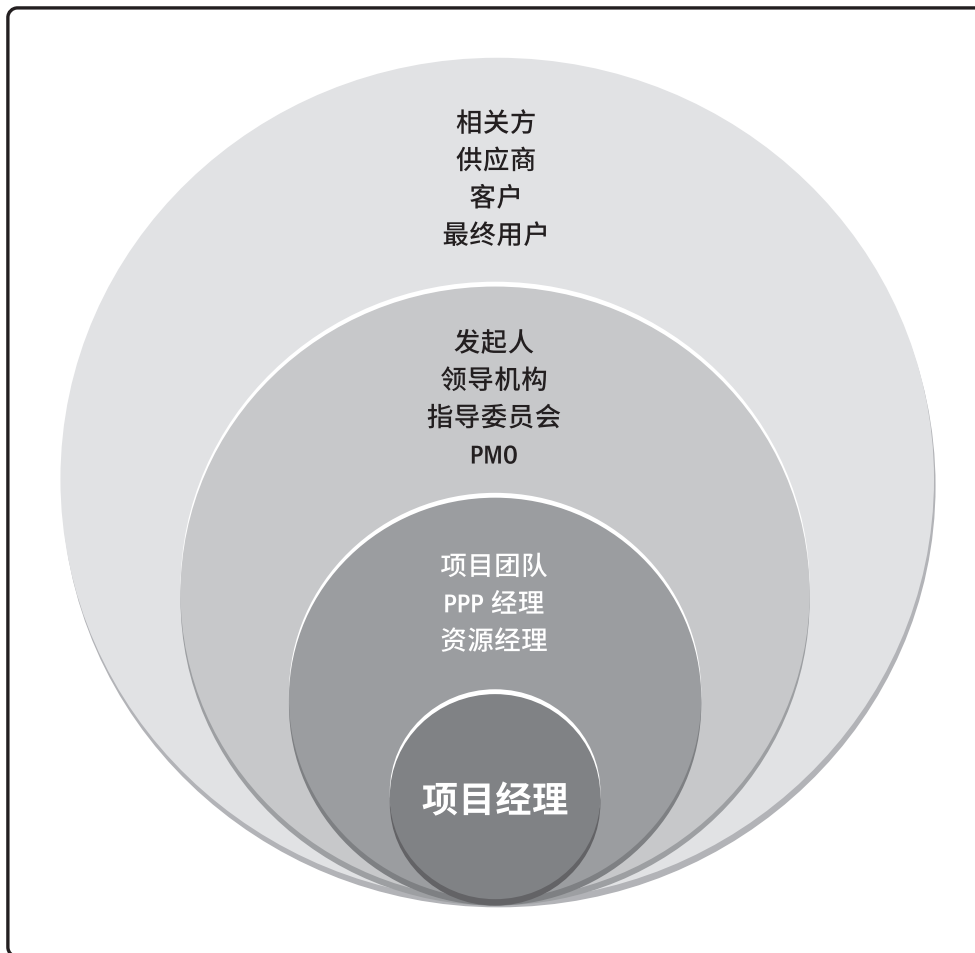 相关方
供应商
客户
最终用户
发起人
领导机构
指导委员会
PMO
项目团队
PPP 经理
资源经理
项目经理